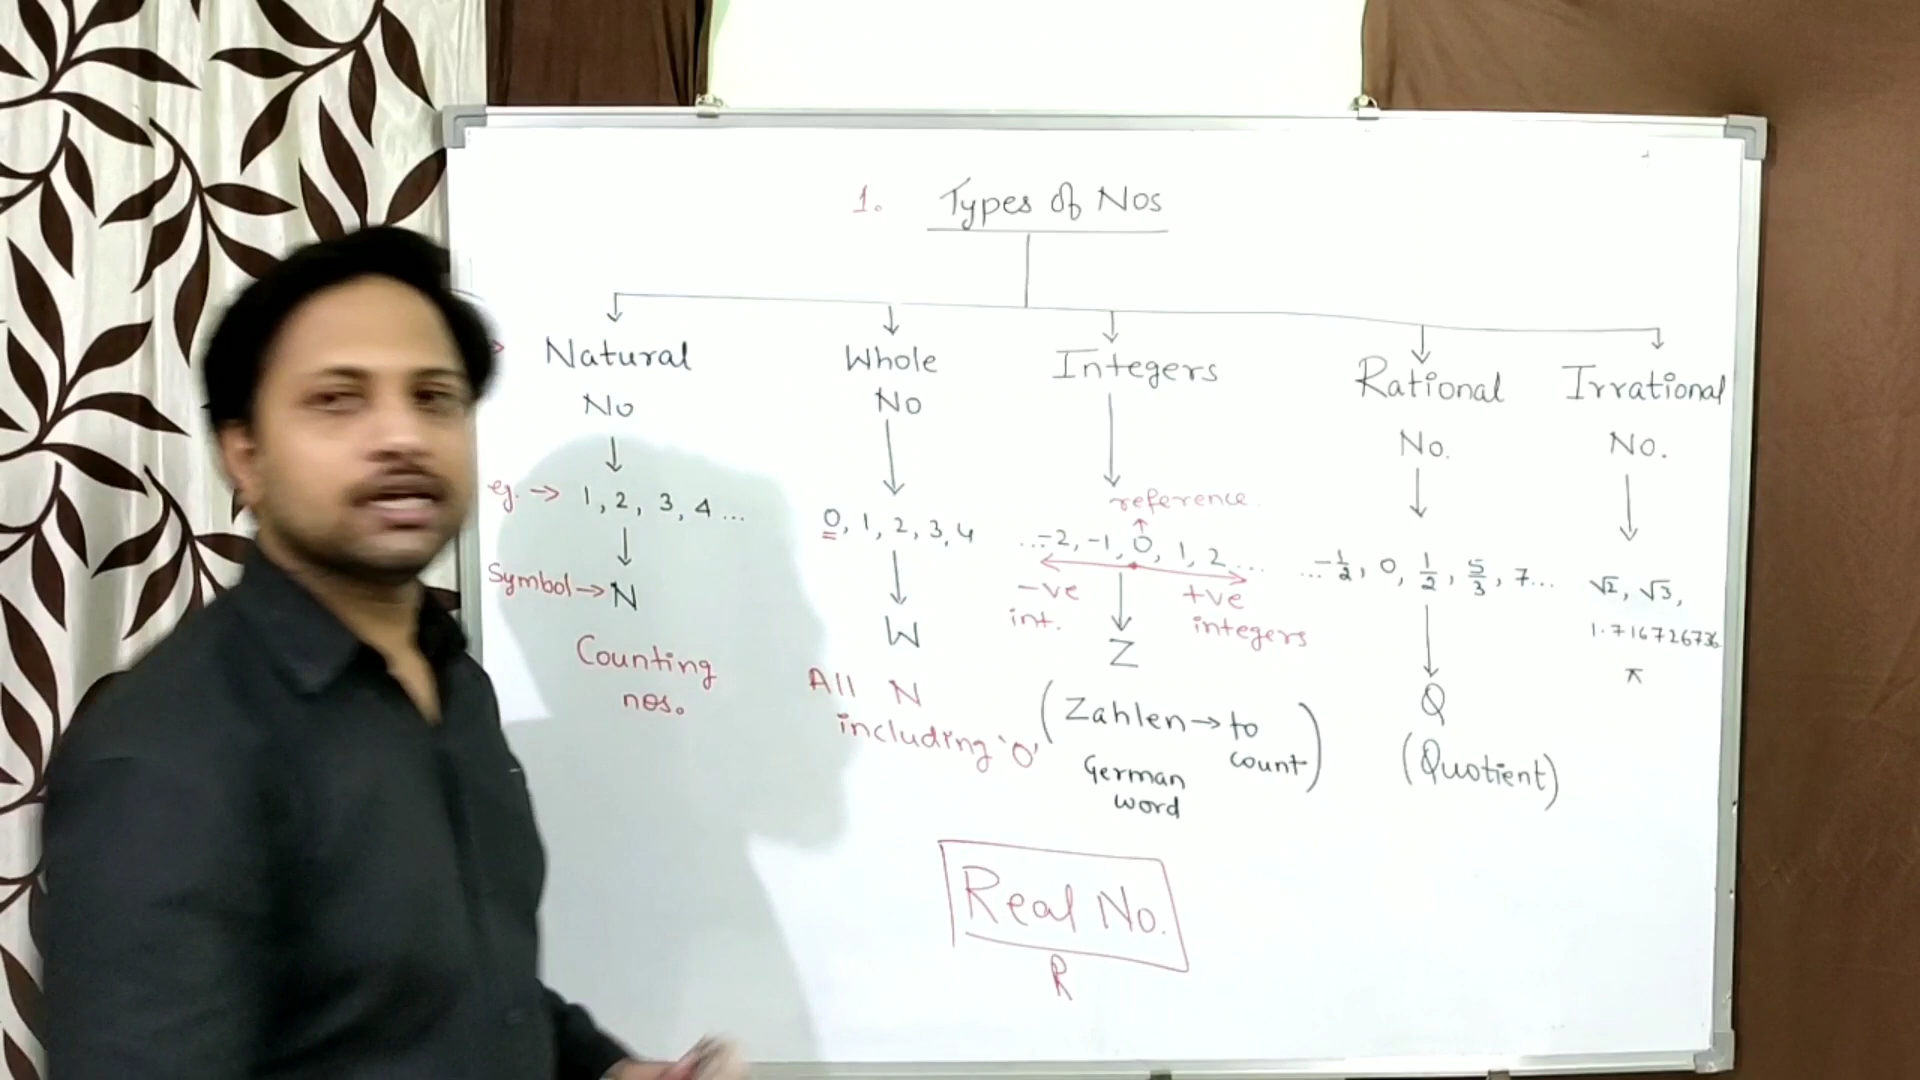 1. Types of Nos
Natural
No
eg. → 1, 2, 3, 4 ...
Symbol → N
Counting
nos.
Whole
No
0, 1, 2, 3, 4
W
All N
including '0'
Integers
reference
... -2, -1, 0, 1, 2 ....
-ve
int.
+ve
integers
Z
(Zahlen → to
count)
German
word
Rational
No.
... -1/2, 0, 1/2, 5/3, 7...
Q
(Quotient)
Irrational
No.
√2, √3,
1.716726736
π
Real No.
R